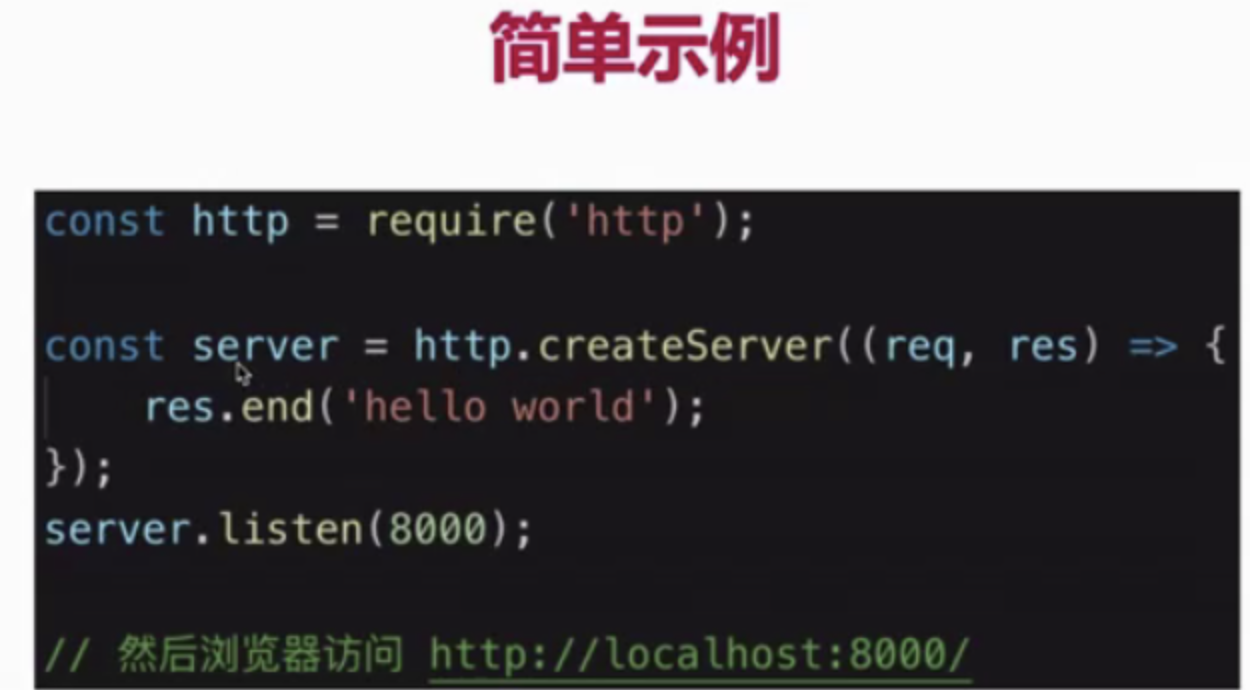 简单示例
const http = require('http');
const server = http.createServer((req, res) => {
    res.end('hello world');
});
server.listen(8000);
// 然后浏览器访问 http://localhost:8000/